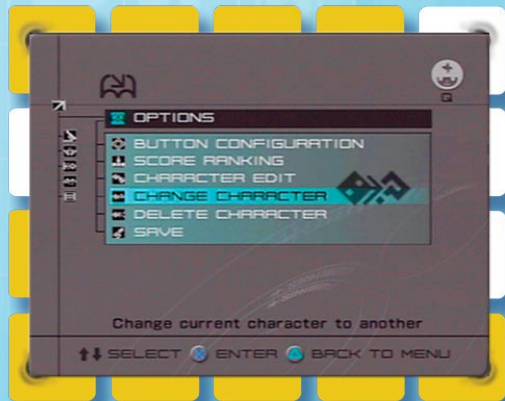 OPTIONS
BUTTON CONFIGURATION
SCORE RANKING
CHARACTER EDIT
CHANGE CHARACTER
DELETE CHARACTER
SAVE
Change current character to another
SELECT ENTER BACK TO MENU